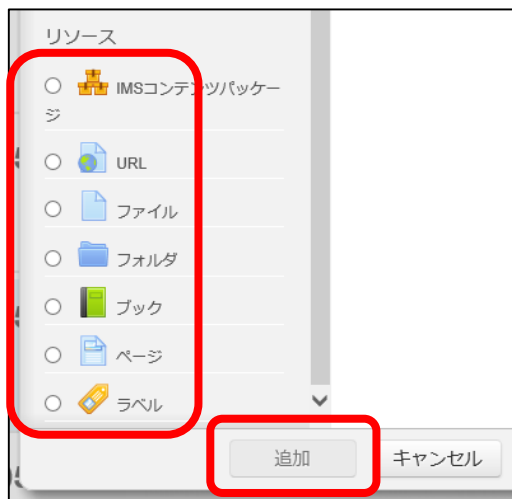 リソース
IMSコンテンツパッケー
ジ
URL
ファイル
フォルダ
ブック
ページ
ラベル
追加
キャンセル